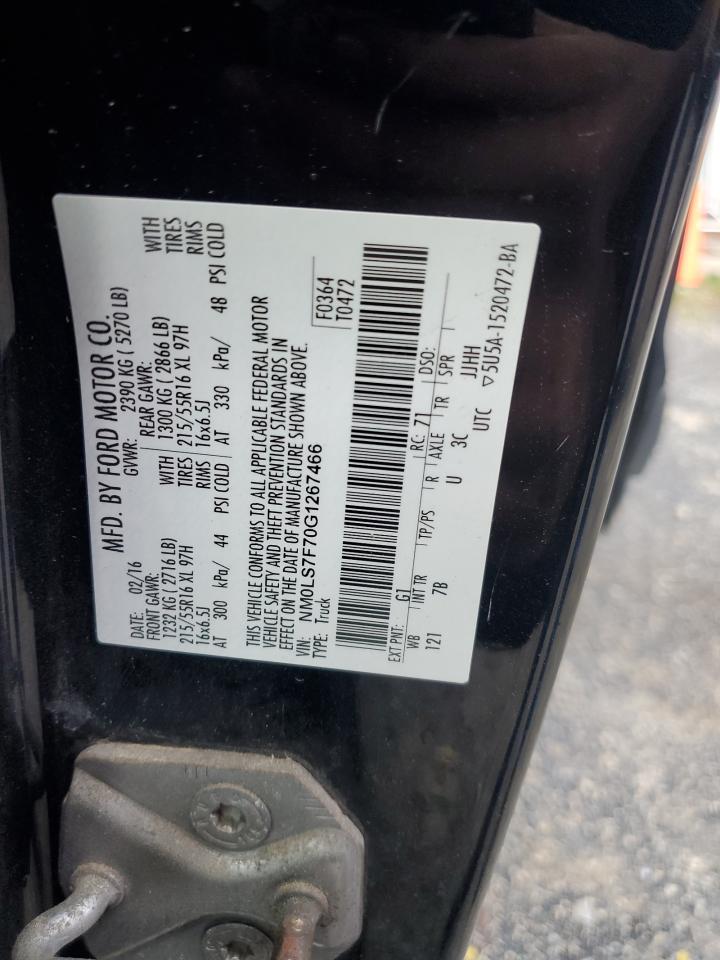 MFD. BY FORD MOTOR CO.
DATE: 02/16 GVWR: 2390 KG ( 5270 LB)
FRONT GAWR: REAR GAWR:
1232 KG ( 2716 LB) WITH 1300 KG ( 2866 LB) WITH
215/55R16 XL 97H TIRES 215/55R16 XL 97H TIRES
16x6.5J RIMS 16x6.5J RIMS
AT 300 kPa/ 44 PSI COLD AT 330 kPa/ 48 PSI COLD
THIS VEHICLE CONFORMS TO ALL APPLICABLE FEDERAL MOTOR
VEHICLE SAFETY AND THEFT PREVENTION STANDARDS IN
EFFECT ON THE DATE OF MANUFACTURE SHOWN ABOVE.
VIN: NM0LS7F70G1267466 F0364
TYPE: Truck T0472
EXT PNT: G1 RC: 71 DSO:
WB INT TR TP/PS R AXLE TR SPR
121 7B U 3C JJHH
UTC ▽5U5A-1520472-BA